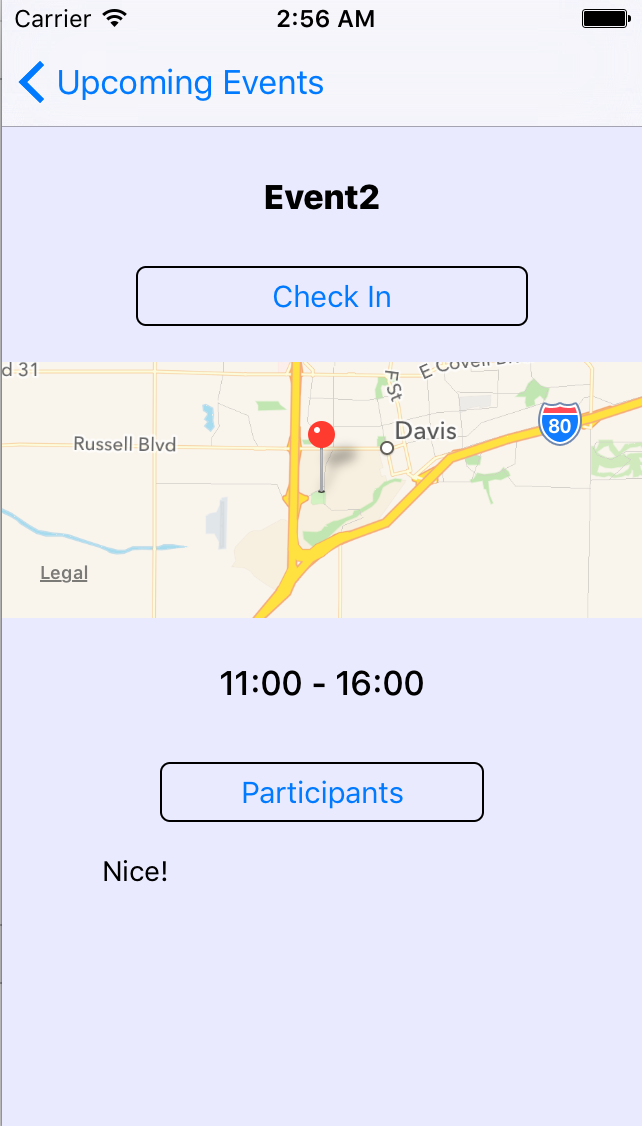 Carrier 2:56 AM
Upcoming Events
Event2
Check In
d 31
F St
E Covell
Davis
80
Russell Blvd
Legal
11:00 - 16:00
Participants
Nice!